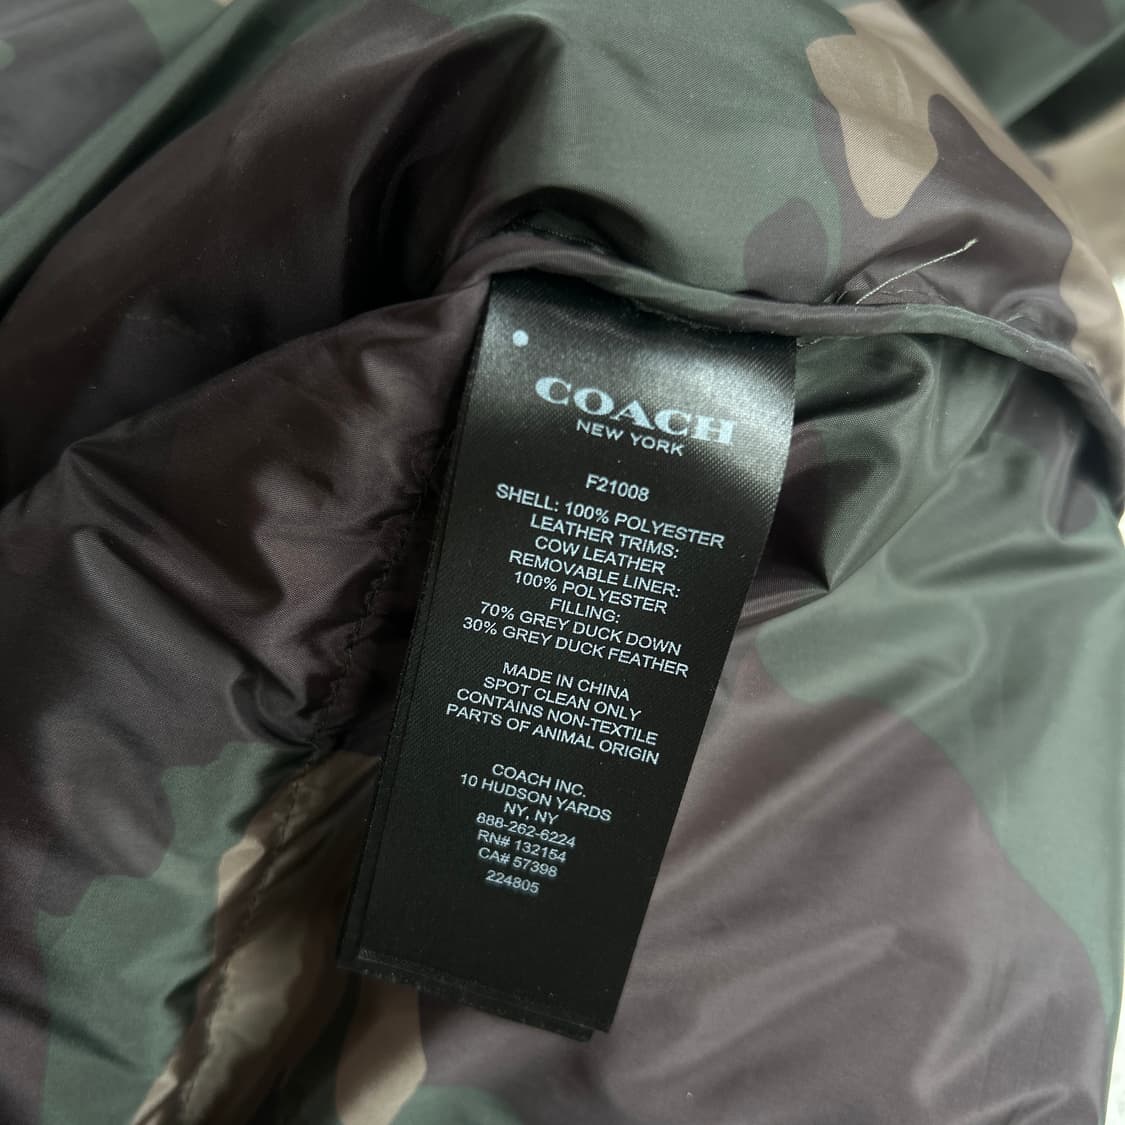 COACH
NEW YORK
F21008
SHELL: 100% POLYESTER
LEATHER TRIMS:
COW LEATHER
REMOVABLE LINER:
100% POLYESTER
FILLING:
70% GREY DUCK DOWN
30% GREY DUCK FEATHER
MADE IN CHINA
SPOT CLEAN ONLY
CONTAINS NON-TEXTILE
PARTS OF ANIMAL ORIGIN
COACH INC.
10 HUDSON YARDS
NY, NY
888-262-6224
RN# 132154
CA# 57398
224805